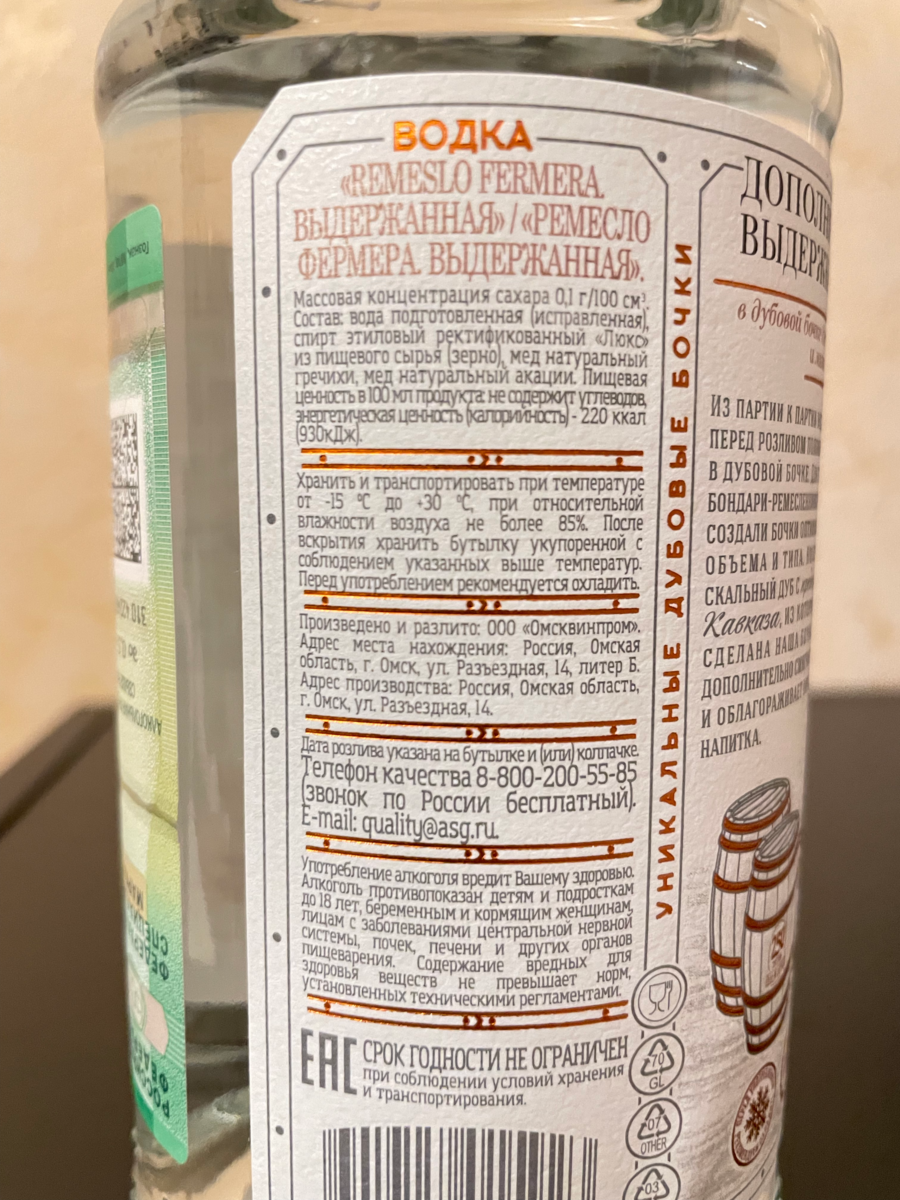 ВОДКА
«REMESLO FERMERA.
ВЫДЕРЖАННАЯ» / «РЕМЕСЛО
ФЕРМЕРА. ВЫДЕРЖАННАЯ».
Массовая концентрация сахара 0,1 г/100 см³.
Состав: вода подготовленная (исправленная),
спирт этиловый ректификованный «Люкс»
из пищевого сырья (зерно), мед натуральный
гречихи, мед натуральный акации. Пищевая
ценность в 100 мл продукта: не содержит углеводов,
энергетическая ценность (калорийность) - 220 ккал
(930кДж).
Хранить и транспортировать при температуре
от -15 °С до +30 °С, при относительной
влажности воздуха не более 85%. После
вскрытия хранить бутылку укупоренной с
соблюдением указанных выше температур.
Перед употреблением рекомендуется охладить.
Произведено и разлито: ООО «Омсквинпром».
Адрес места нахождения: Россия, Омская
область, г. Омск, ул. Разъездная, 14, литер Б.
Адрес производства: Россия, Омская область,
г. Омск, ул. Разъездная, 14.
Дата розлива указана на бутылке и (или) колпачке.
Телефон качества 8-800-200-55-85
(звонок по России бесплатный).
E-mail: quality@asg.ru.
Употребление алкоголя вредит Вашему здоровью.
Алкоголь противопоказан детям и подросткам
до 18 лет, беременным и кормящим женщинам,
лицам с заболеваниями центральной нервной
системы, почек, печени и других органов
пищеварения. Содержание вредных для
здоровья веществ не превышает норм,
установленных техническими регламентами.
ЕАС
СРОК ГОДНОСТИ НЕ ОГРАНИЧЕН
при соблюдении условий хранения
и транспортирования.
УНИКАЛЬНЫЕ ДУБОВЫЕ БОЧКИ
70
GL
07
OTHER
03
в дубовой
ИЗ ПАРТИИ К ПАРТИИ
ПЕРЕД РОЗЛИВОМ
В ДУБОВОЙ БОЧКЕ.
БОНДАРИ-РЕМЕСЛЕННИКИ
СОЗДАЛИ БОЧКИ
ОБЪЕМА И ТИПА.
СКАЛЬНЫЙ ДУБ С
Кавказа, ИЗ
СДЕЛАНА НАША
ДОПОЛНИТЕЛЬНО
И ОБЛАГОРАЖИВАЕТ
НАПИТКА.
250